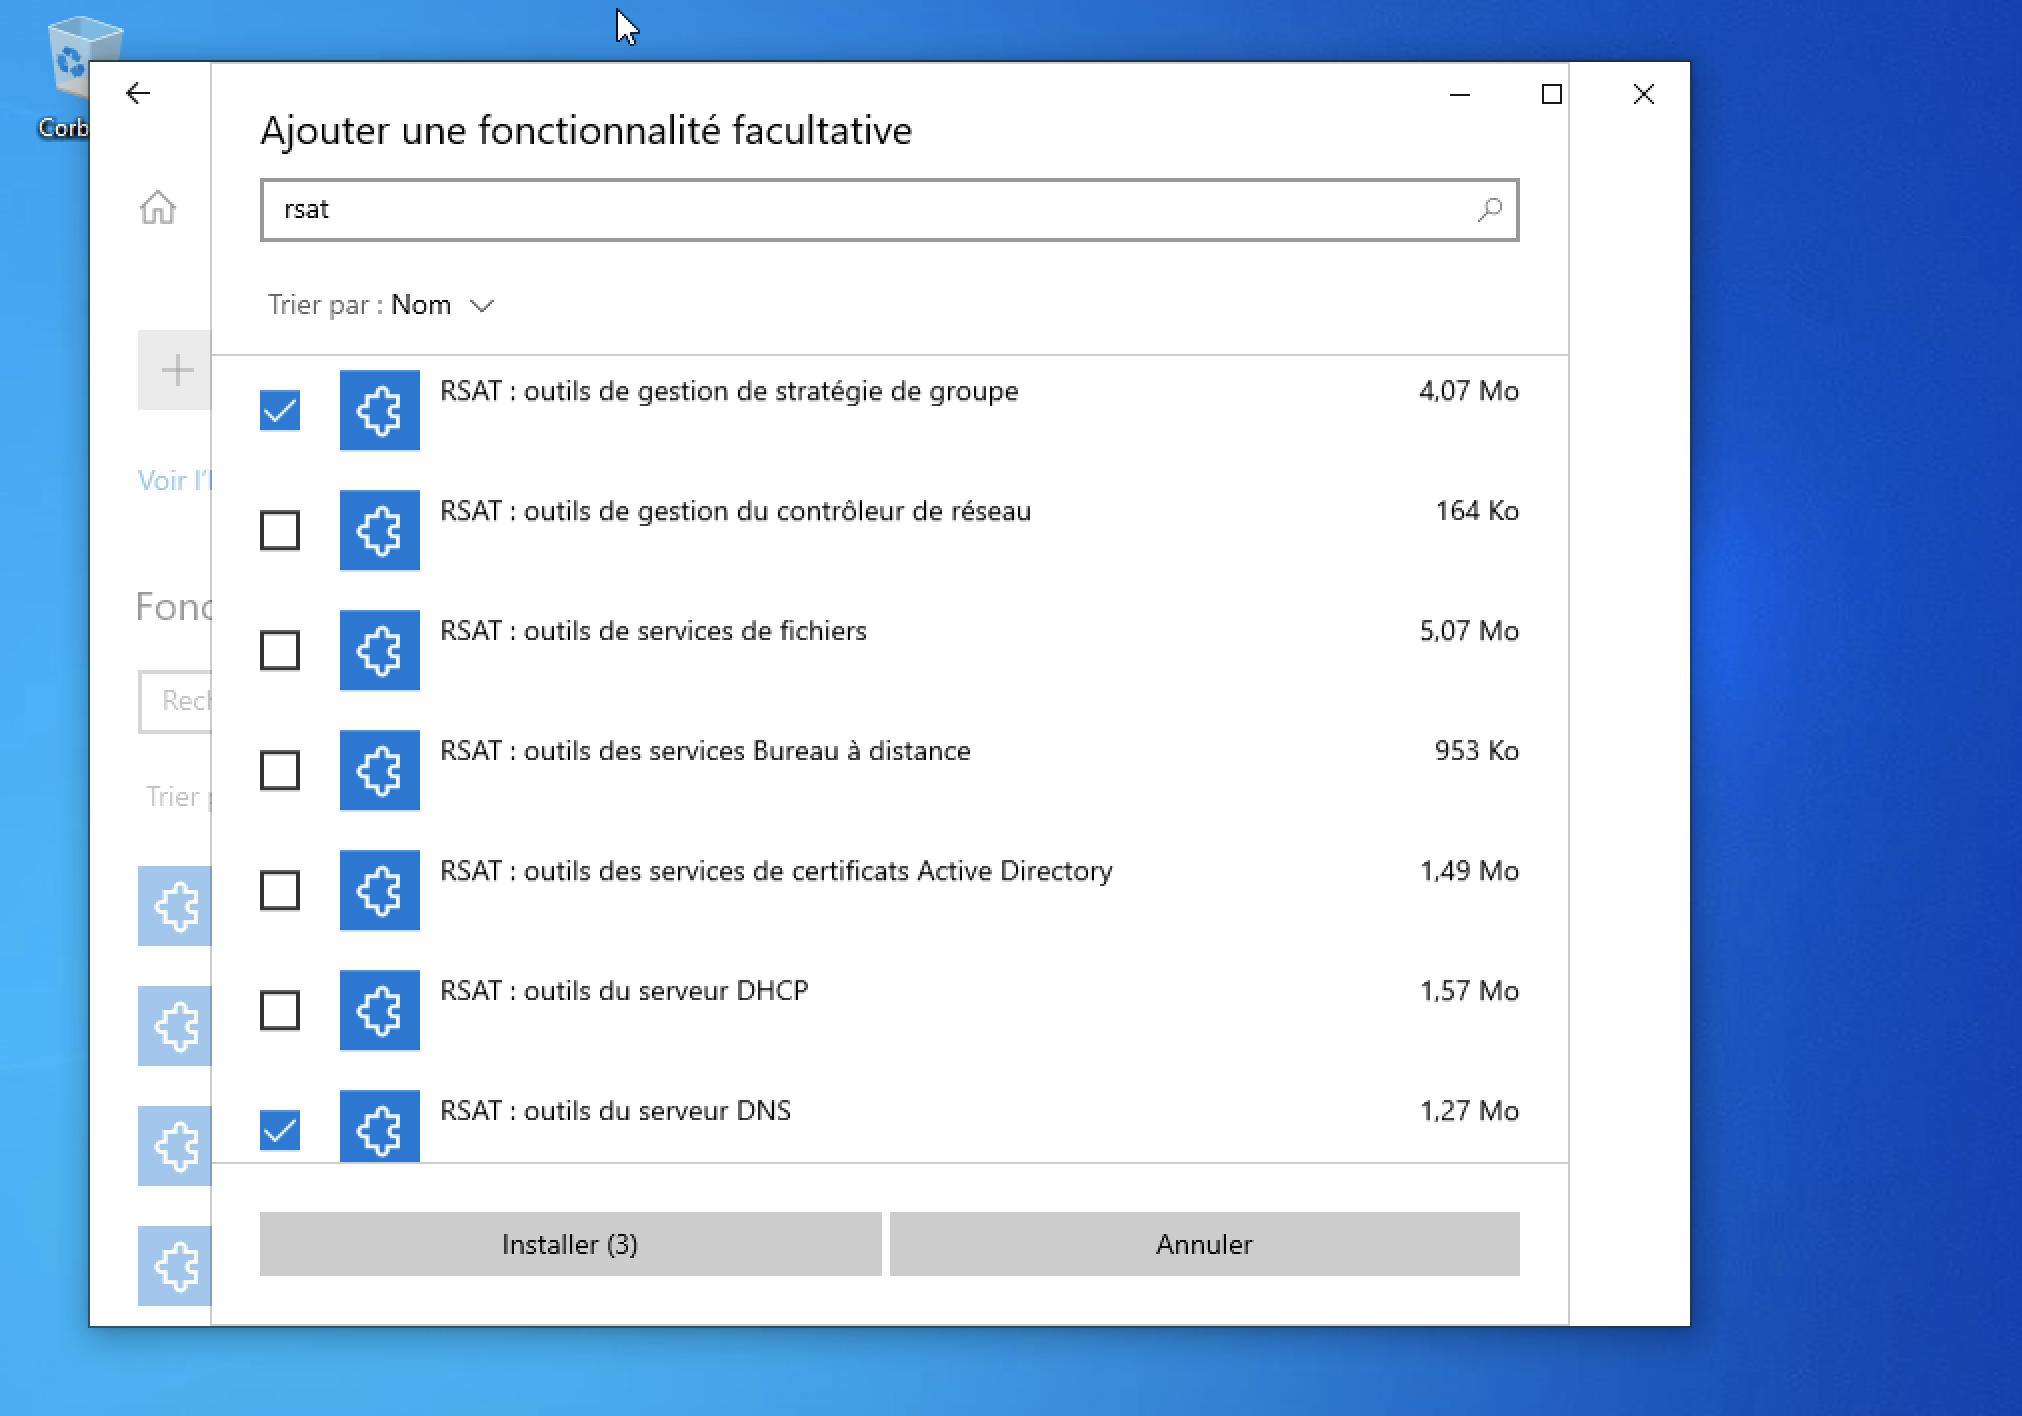 Corb
Ajouter une fonctionnalité facultative
rsat
Trier par : Nom
RSAT : outils de gestion de stratégie de groupe 4,07 Mo
Voir l'
RSAT : outils de gestion du contrôleur de réseau 164 Ko
Fonc
RSAT : outils de services de fichiers 5,07 Mo
Rech
RSAT : outils des services Bureau à distance 953 Ko
Trier p
RSAT : outils des services de certificats Active Directory 1,49 Mo
RSAT : outils du serveur DHCP 1,57 Mo
RSAT : outils du serveur DNS 1,27 Mo
Installer (3) Annuler